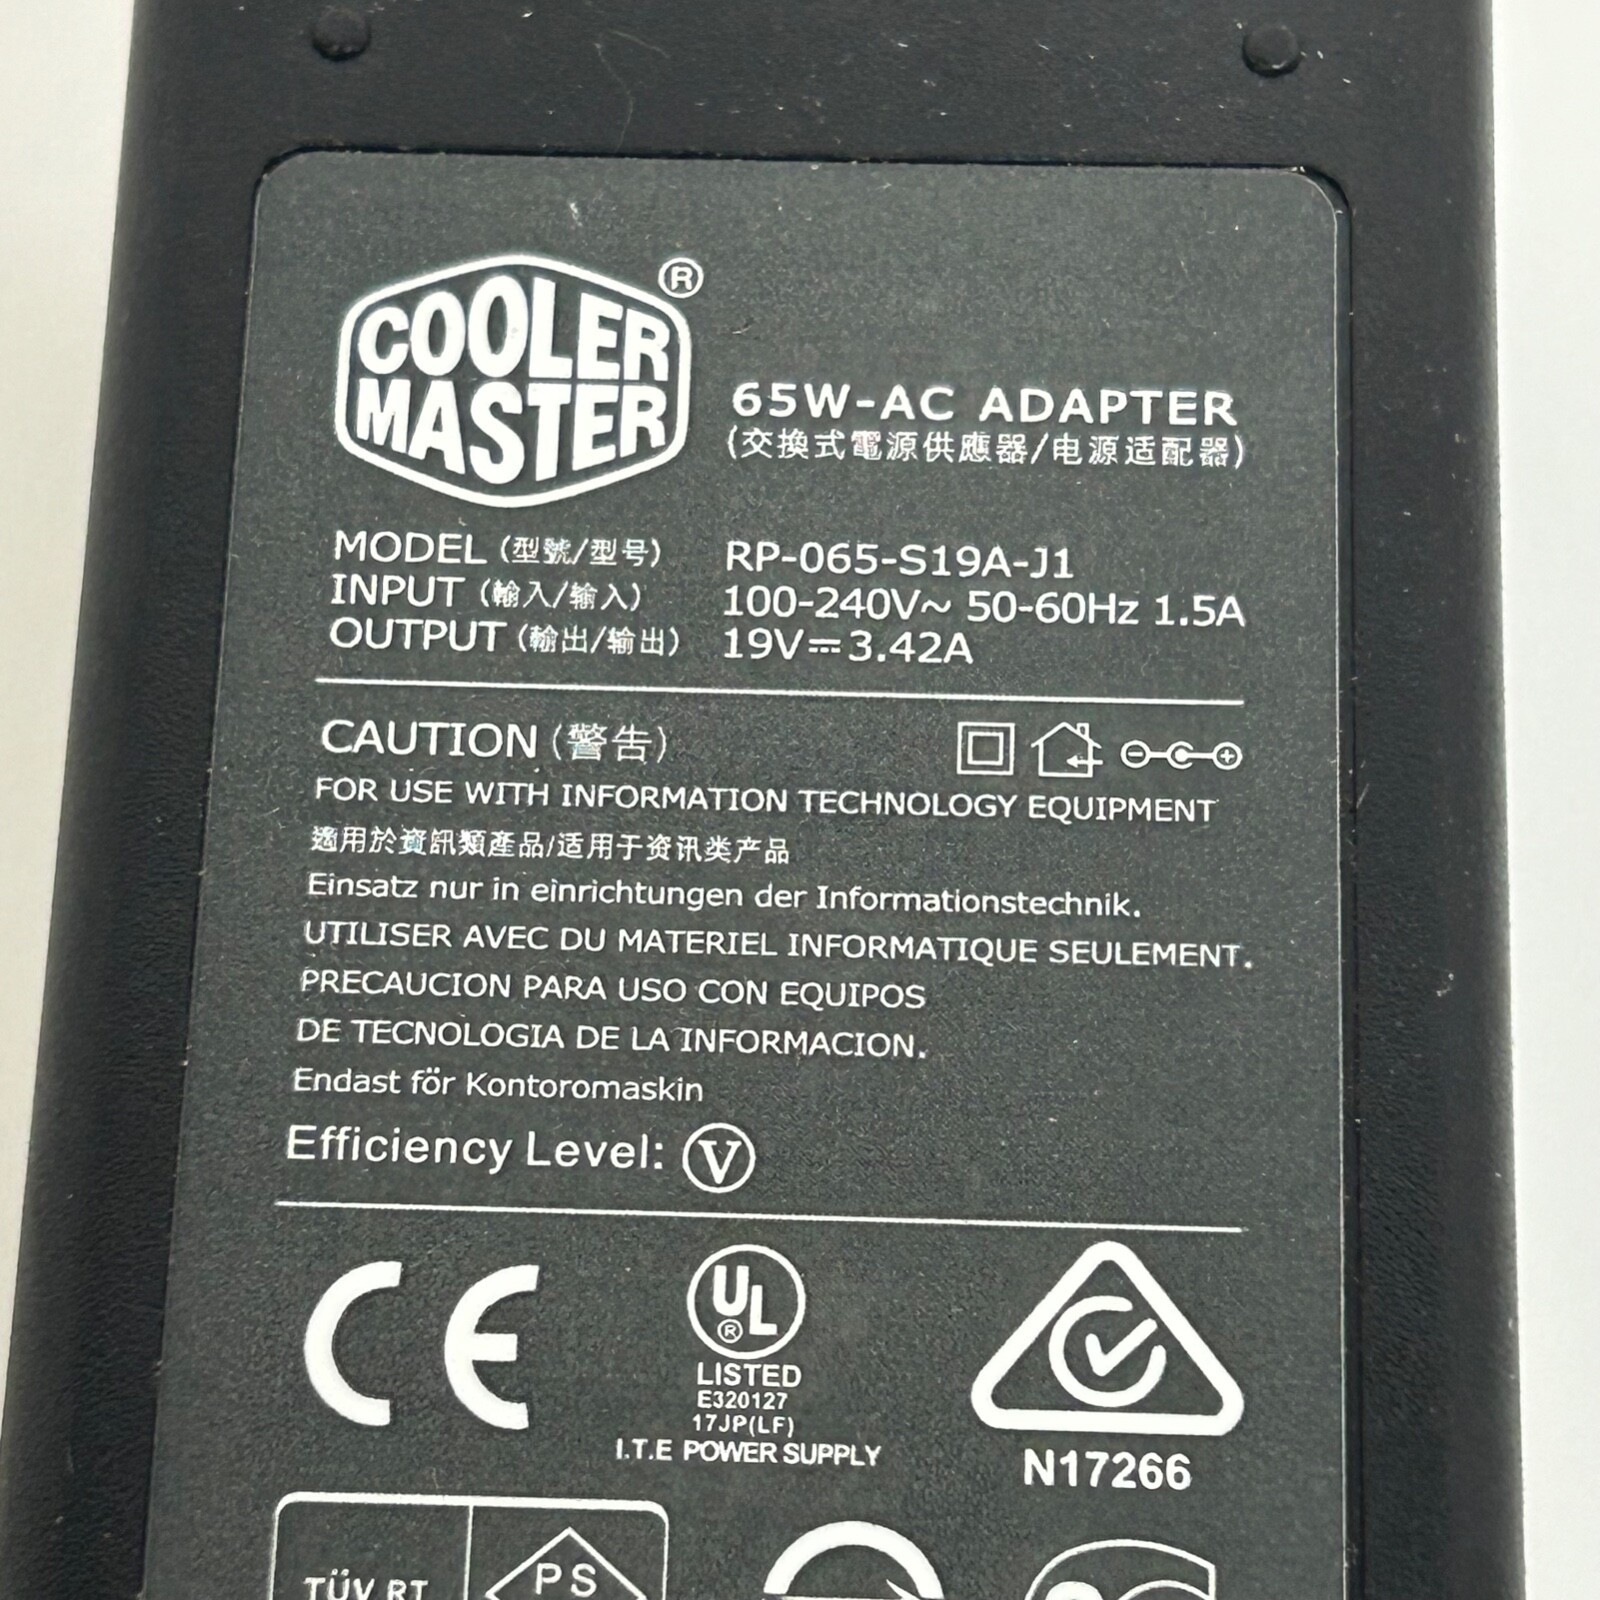 COOLER
MASTER
®
65W-AC ADAPTER
(交換式電源供應器/电源适配器)
MODEL (型號/型号) RP-065-S19A-J1
INPUT (輸入/输入) 100-240V~ 50-60Hz 1.5A
OUTPUT (輸出/输出) 19V⎓3.42A
CAUTION (警告)
FOR USE WITH INFORMATION TECHNOLOGY EQUIPMENT
適用於資訊類產品/适用于资讯类产品
Einsatz nur in einrichtungen der Informationstechnik.
UTILISER AVEC DU MATERIEL INFORMATIQUE SEULEMENT.
PRECAUCION PARA USO CON EQUIPOS
DE TECNOLOGIA DE LA INFORMACION.
Endast för Kontoromaskin
Efficiency Level: V
CE
UL
®
LISTED
E320127
17JP(LF)
I.T.E POWER SUPPLY
N17266
TÜV RT
PS